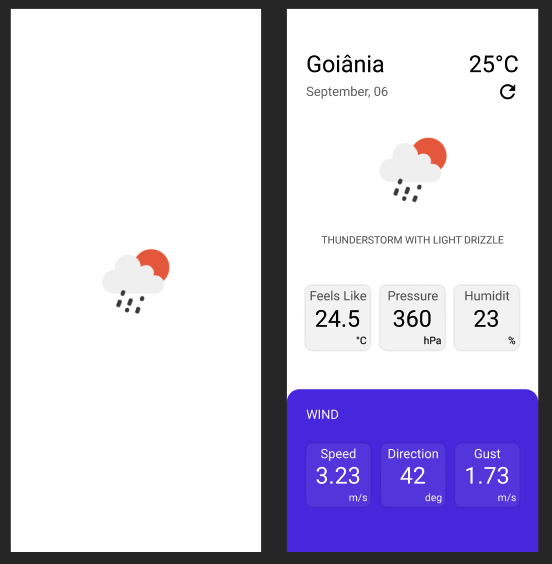 Goiânia 25°C
September, 06
THUNDERSTORM WITH LIGHT DRIZZLE
Feels Like Pressure Humidit
24.5 360 23
°C hPa %
WIND
Speed Direction Gust
3.23 42 1.73
m/s deg m/s